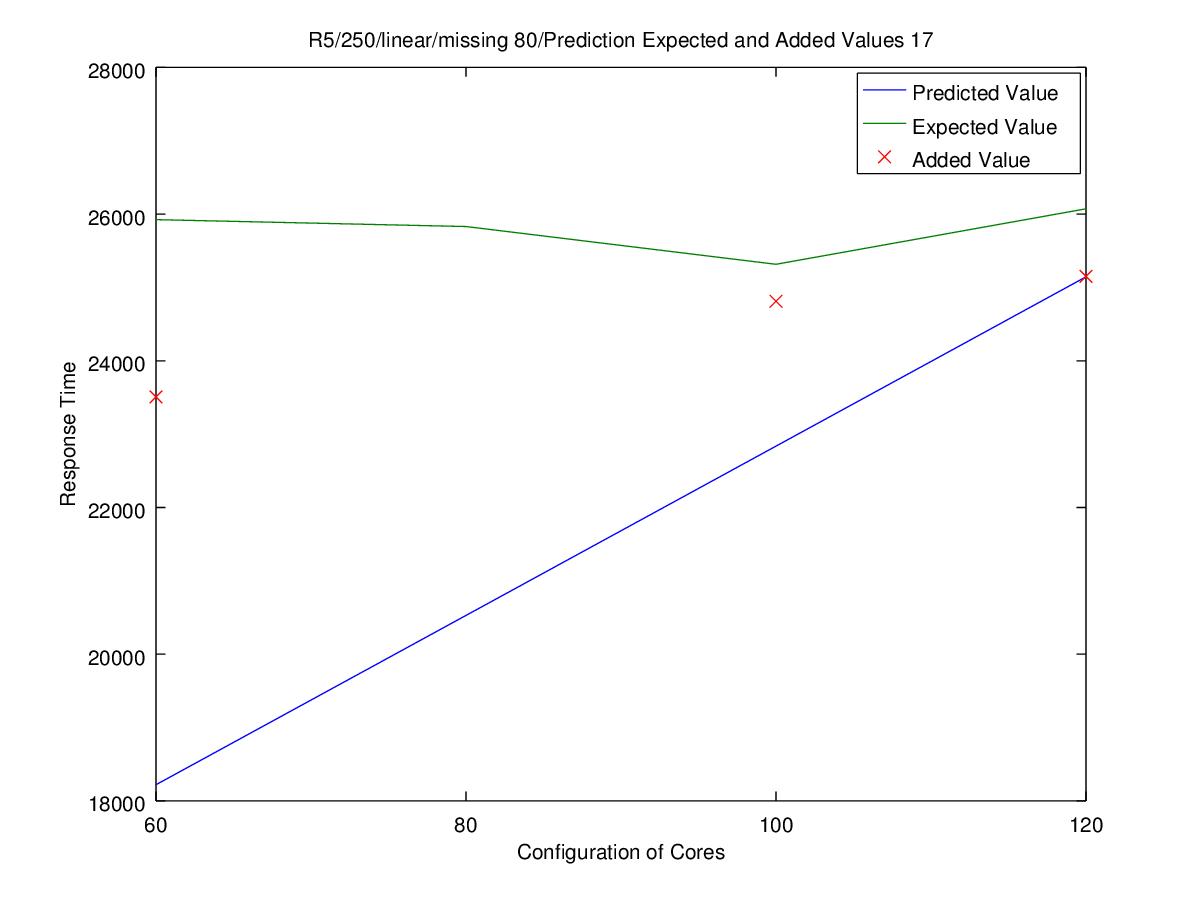 R5/250/linear/missing 80/Prediction Expected and Added Values 17
28000
26000
24000
22000
20000
18000
Response Time
Predicted Value
Expected Value
Added Value
60
80
100
120
Configuration of Cores